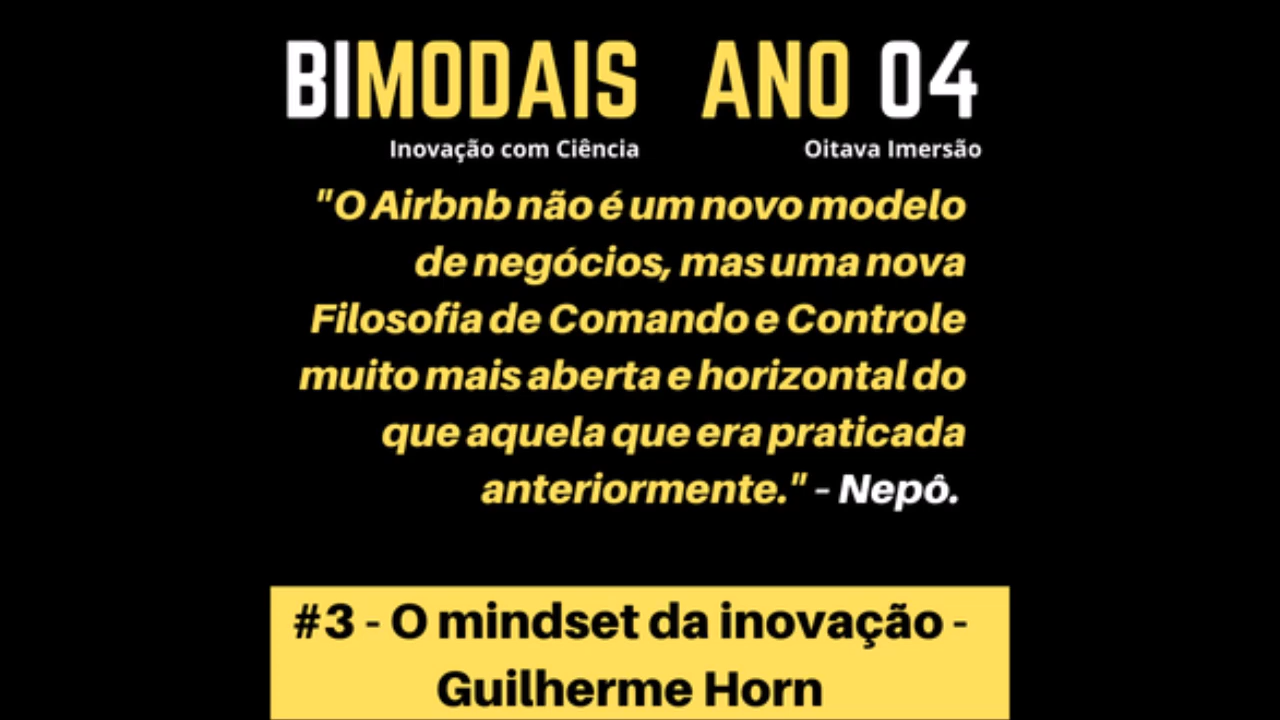 BIMODAIS ANO 04
Inovação com Ciência Oitava Imersão
"O Airbnb não é um novo modelo
de negócios, mas uma nova
Filosofia de Comando e Controle
muito mais aberta e horizontal do
que aquela que era praticada
anteriormente." - Nepô.
#3 - O mindset da inovação -
Guilherme Horn